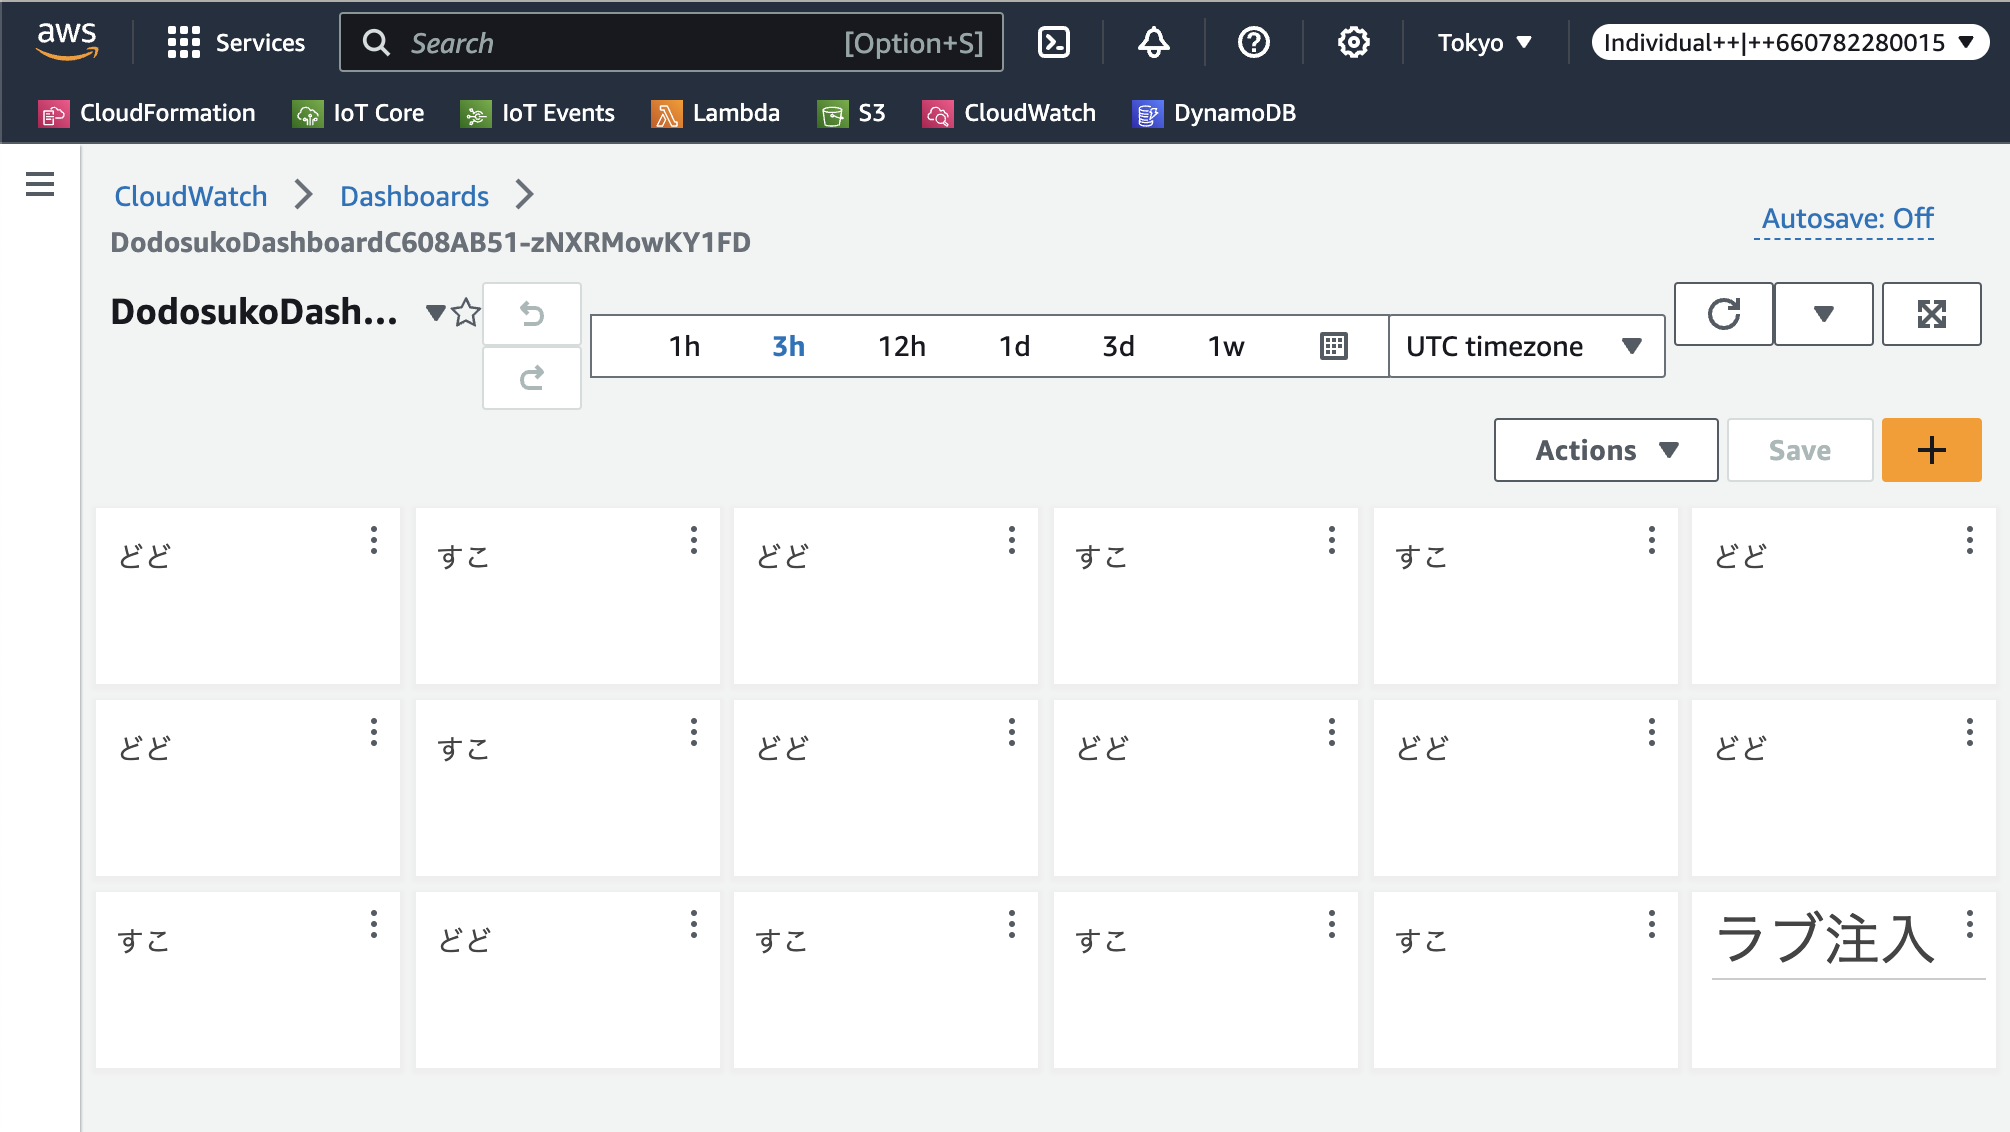 aws Services Search [Option+S] Tokyo Individual++|++660782280015
CloudFormation IoT Core IoT Events Lambda S3 CloudWatch DynamoDB
CloudWatch Dashboards
DodosukoDashboardC608AB51-zNXRMowKY1FD
Autosave: Off
DodosukoDash...
1h 3h 12h 1d 3d 1w UTC timezone
Actions Save
どど すこ どど すこ すこ どど
どど すこ どど どど どど どど
すこ どど すこ すこ すこ ラブ注入